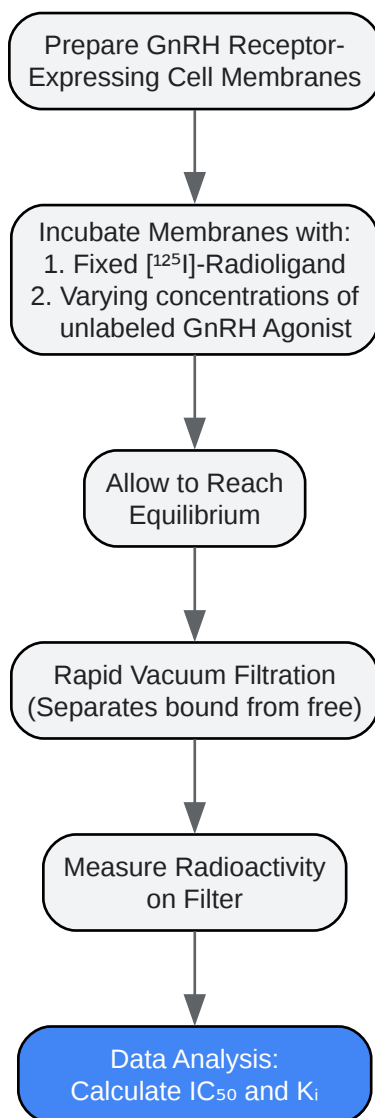 Prepare GnRH Receptor-
Expressing Cell Membranes
Incubate Membranes with:
1. Fixed [¹²⁵I]-Radioligand
2. Varying concentrations of
unlabeled GnRH Agonist
Allow to Reach
Equilibrium
Rapid Vacuum Filtration
(Separates bound from free)
Measure Radioactivity
on Filter
Data Analysis:
Calculate IC₅₀ and Kᵢ